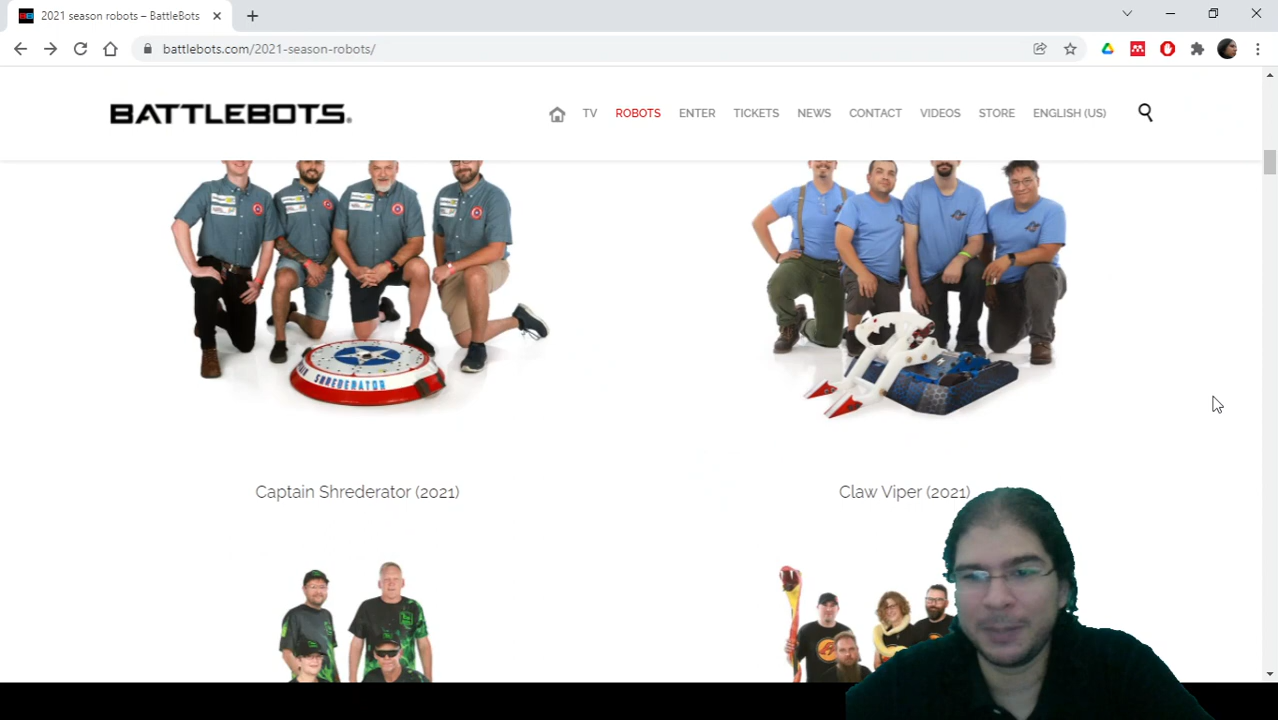 2021 season robots – BattleBots
battlebots.com/2021-season-robots/
BATTLEBOTS.
TV
ROBOTS
ENTER
TICKETS
NEWS
CONTACT
VIDEOS
STORE
ENGLISH (US)
SHREDERATOR
Captain Shrederator (2021)
Claw Viper (2021)